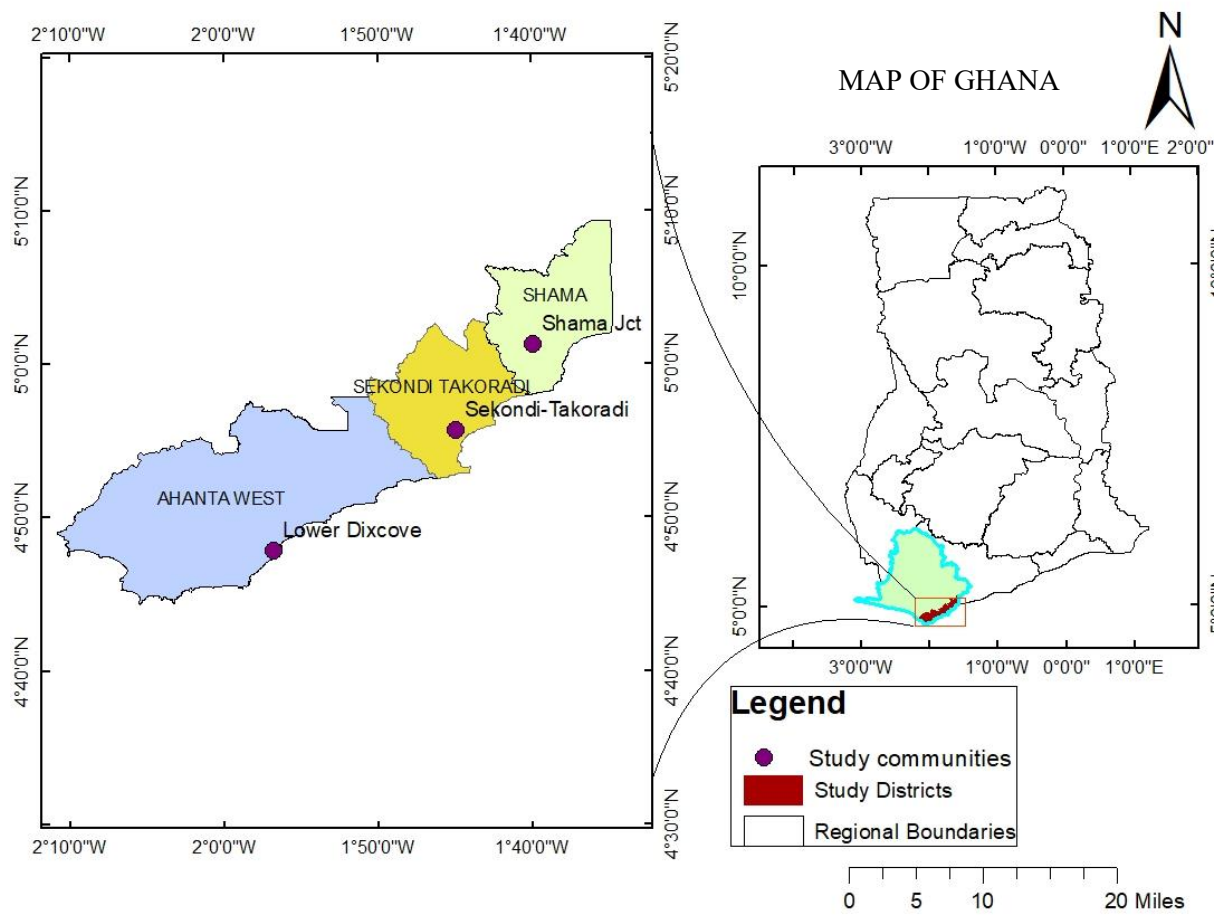 2°10'0"W 2°0'0"W 1°50'0"W 1°40'0"W
5°20'0"N
5°10'0"N
5°0'0"N
4°50'0"N
4°40'0"N
4°30'0"N
5°10'0"N
5°0'0"N
4°50'0"N
4°40'0"N
SHAMA
Shama Jct
SEKONDI TAKORADI
Sekondi-Takoradi
AHANTA WEST
Lower Dixcove
2°10'0"W 2°0'0"W 1°50'0"W 1°40'0"W
N
MAP OF GHANA
3°0'0"W 1°0'0"W 0°0'0" 1°0'0"E 2°0'0"
10°0'0"N
5°0'0"N
3°0'0"W 1°0'0"W 0°0'0" 1°0'0"E
Legend
Study communities
Study Districts
Regional Boundaries
0 5 10 20 Miles